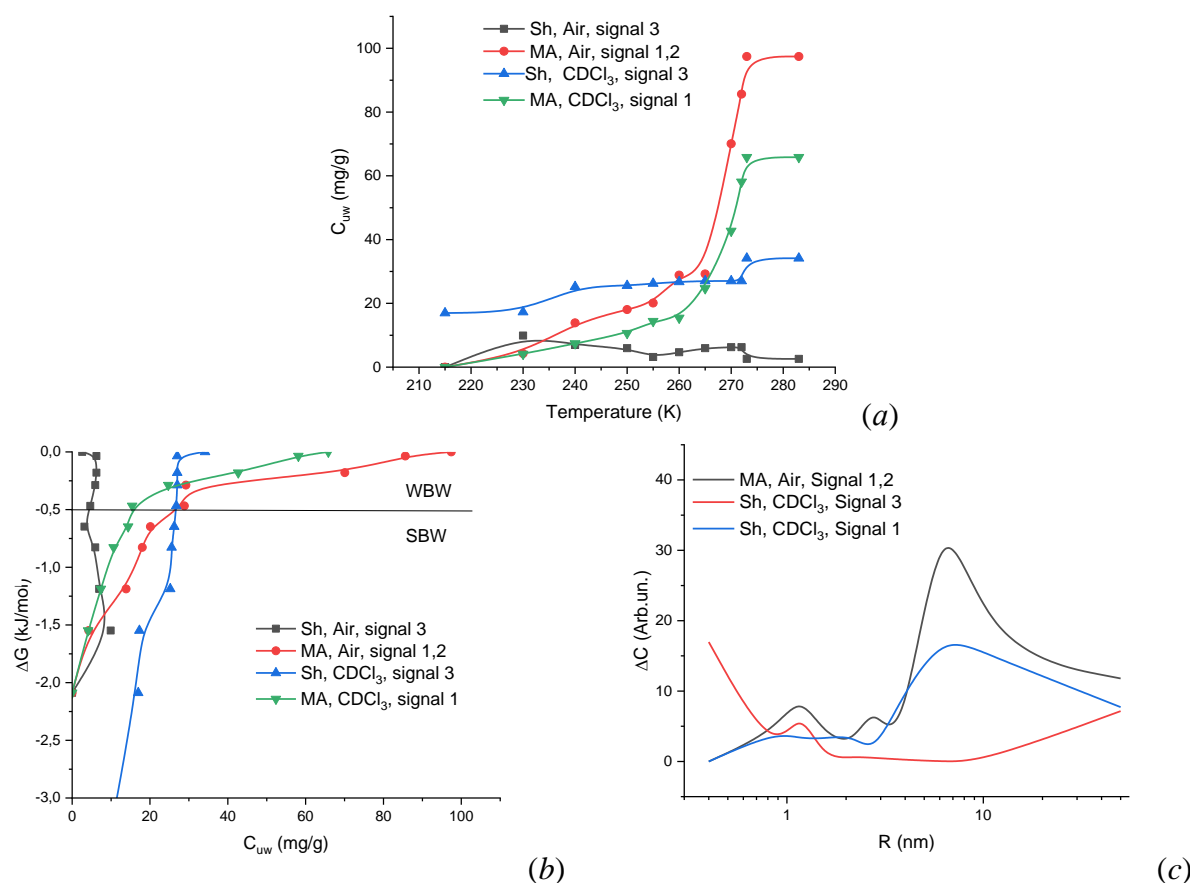 Sh, Air, signal 3
MA, Air, signal 1,2
Sh, CDCl₃, signal 3
MA, CDCl₃, signal 1
C_uw (mg/g)
100
80
60
40
20
0
210 220 230 240 250 260 270 280 290
Temperature (K)
(a)
ΔG (kJ/mol)
0,0
-0,5
-1,0
-1,5
-2,0
-2,5
-3,0
WBW
SBW
Sh, Air, signal 3
MA, Air, signal 1,2
Sh, CDCl₃, signal 3
MA, CDCl₃, signal 1
0 20 40 60 80 100
C_uw (mg/g)
(b)
MA, Air, Signal 1,2
Sh, CDCl₃, Signal 3
Sh, CDCl₃, Signal 1
ΔC (Arb.un.)
40
30
20
10
0
1 10
R (nm)
(c)